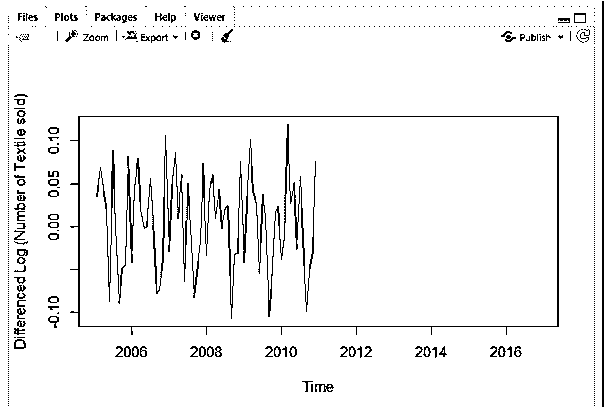 Files Plots Packages Help Viewer
Zoom Export Publish
Differenced Log (Number of Textile sold)
0.10
0.05
0.00
-0.10
2006 2008 2010 2012 2014 2016
Time